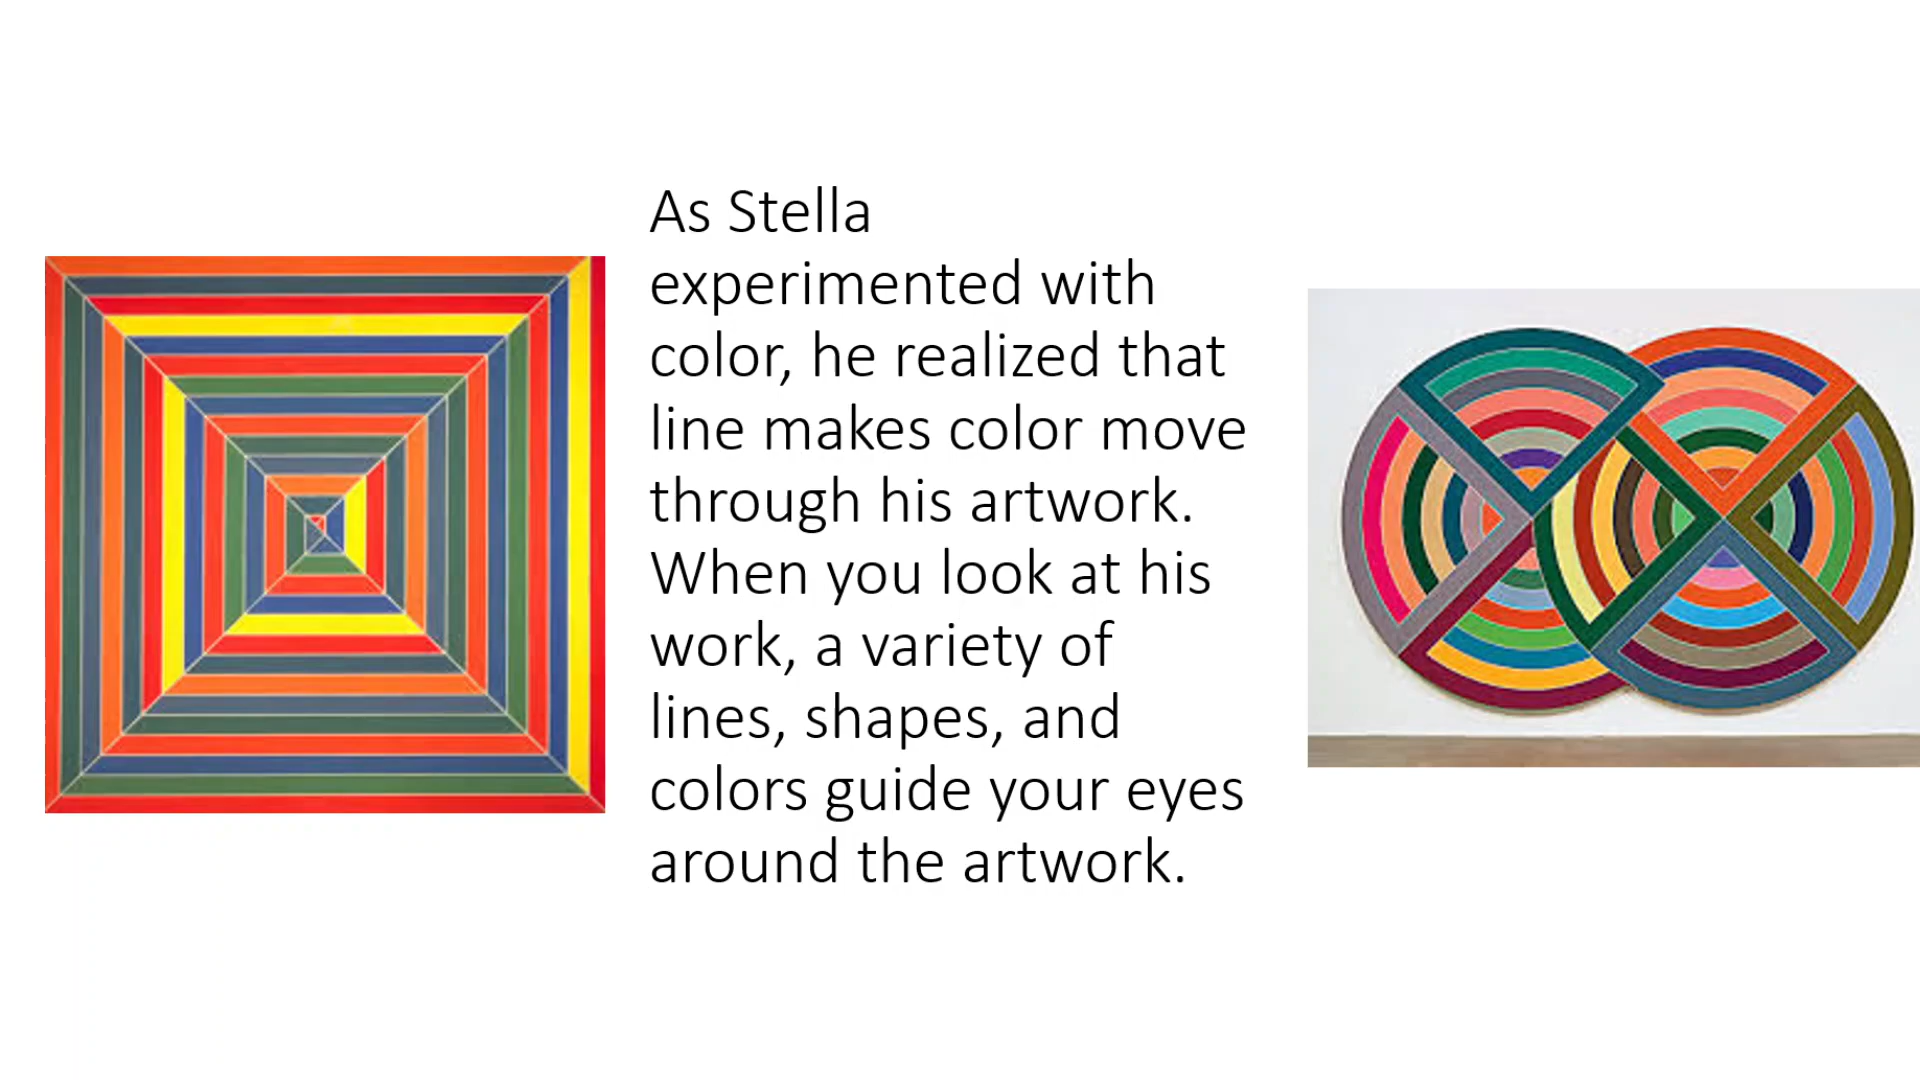 As Stella
experimented with
color, he realized that
line makes color move
through his artwork.
When you look at his
work, a variety of
lines, shapes, and
colors guide your eyes
around the artwork.